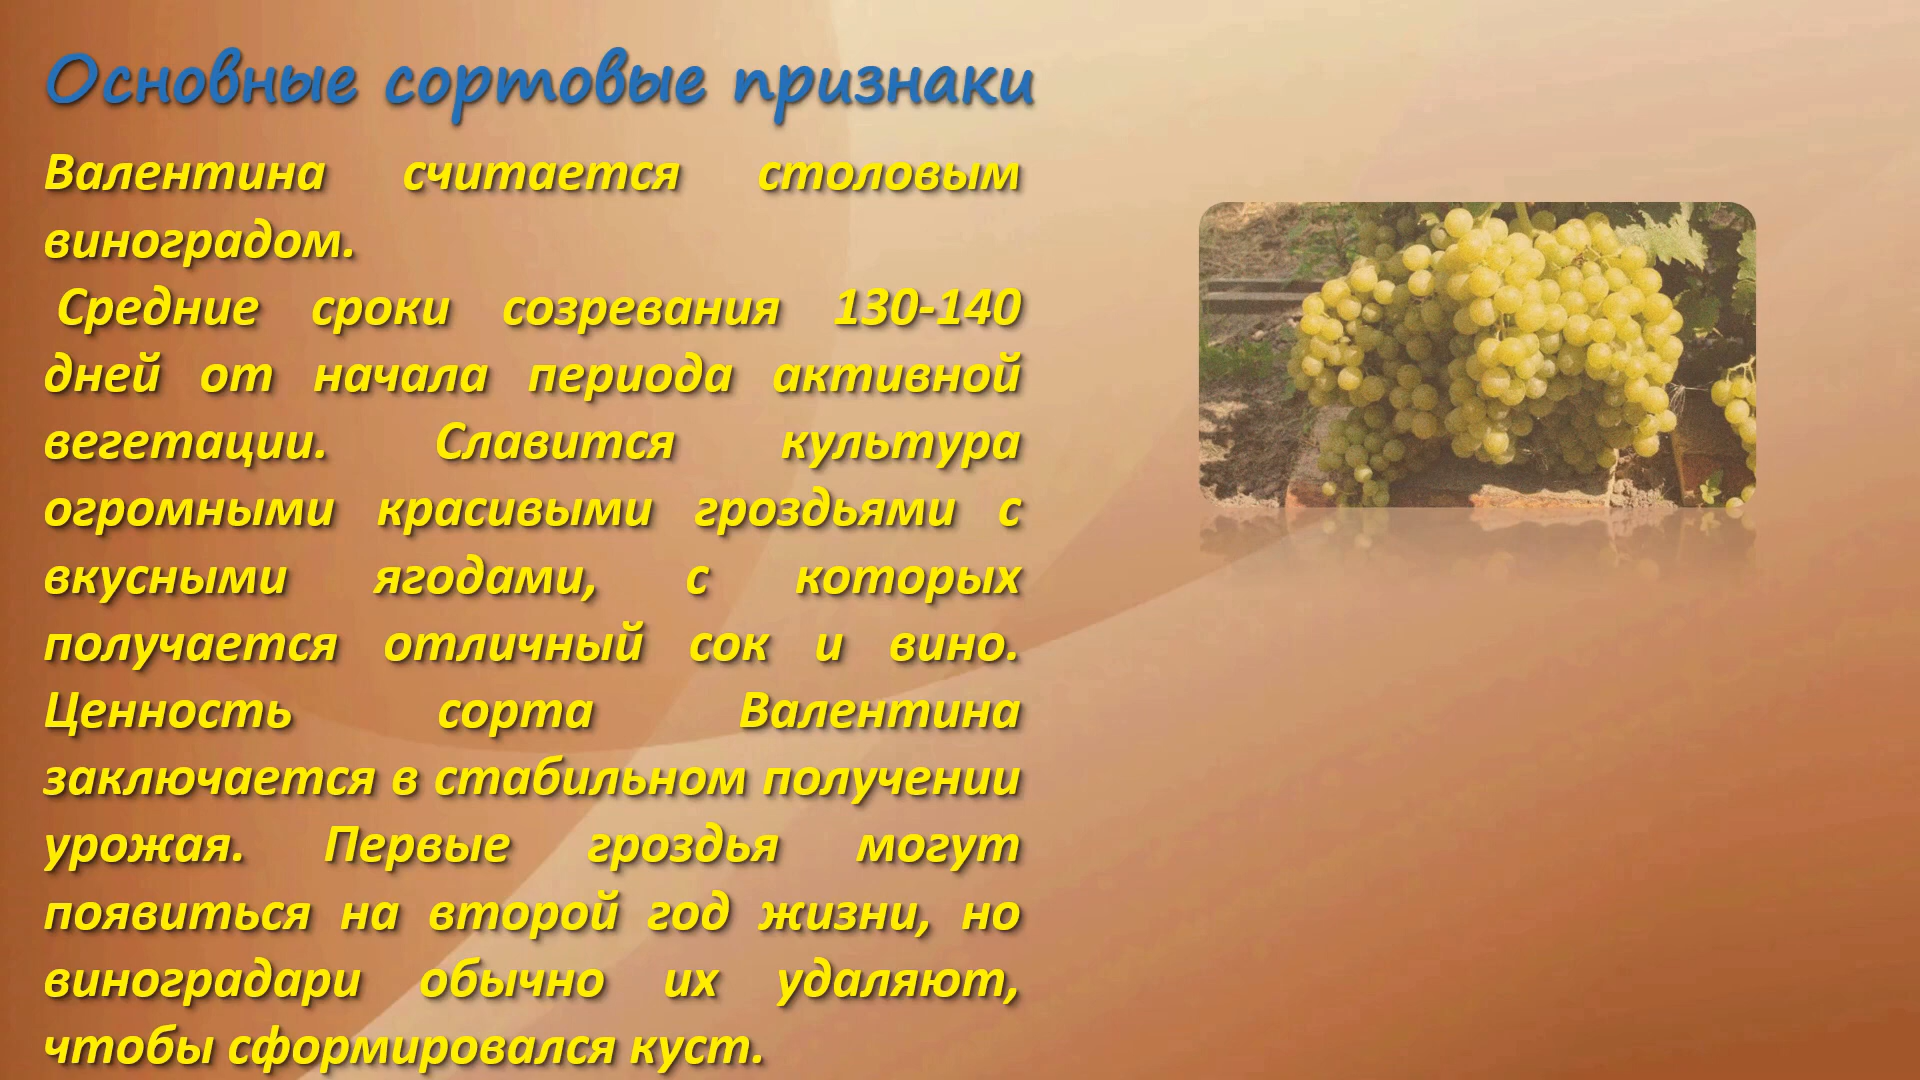 Основные сортовые признаки
Валентина считается столовым
виноградом.
Средние сроки созревания 130-140
дней от начала периода активной
вегетации. Славится культура
огромными красивыми гроздьями с
вкусными ягодами, с которых
получается отличный сок и вино.
Ценность сорта Валентина
заключается в стабильном получении
урожая. Первые гроздья могут
появиться на второй год жизни, но
виноградари обычно их удаляют,
чтобы сформировался куст.